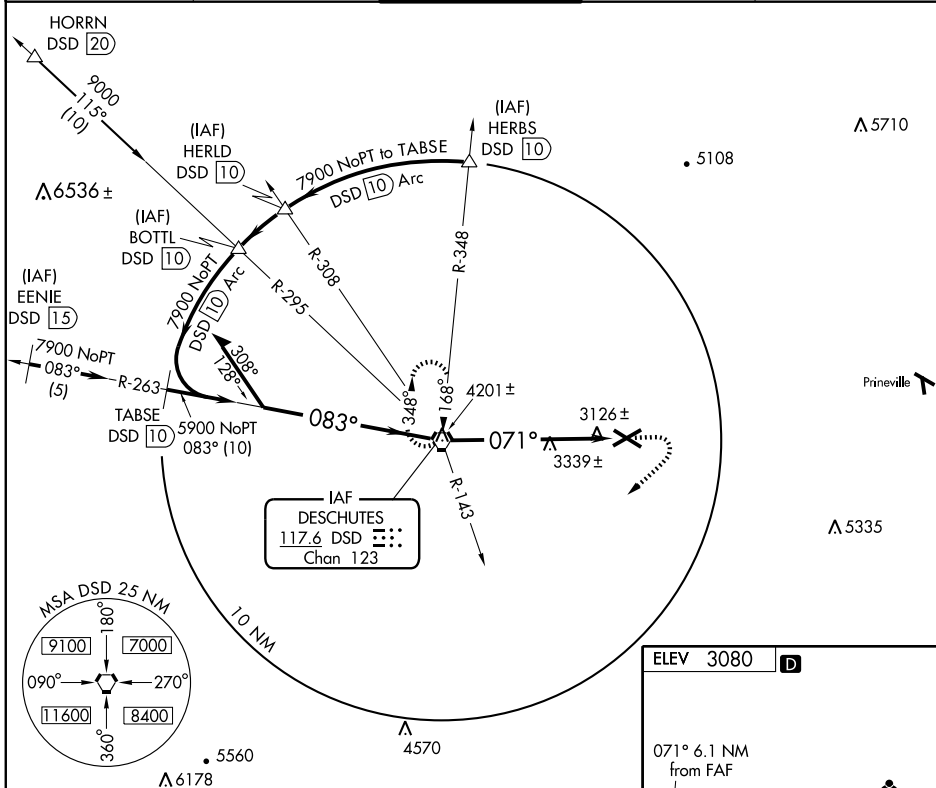 HORRN
DSD 20
9000
115°
(10)
(IAF)
HERBS
DSD 10
5710
5108
(IAF)
HERLD
DSD 10
7900 NoPT to TABSE
DSD 10 Arc
6536 ±
(IAF)
BOTTL
DSD 10
R-308
R-348
R-295
7900 NoPT
DSD 10 Arc
(IAF)
EENIE
DSD 15
7900 NoPT
083°
(5)
R-263
308°
128°
TABSE
DSD 10
5900 NoPT
083° (10)
083°
348°
168°
4201 ±
071°
3126 ±
3339 ±
Prineville
R-143
IAF
DESCHUTES
117.6 DSD
Chan 123
5335
10 NM
MSA DSD 25 NM
180°
9100
7000
090°
270°
11600
8400
360°
5560
6178
4570
ELEV 3080
D
071° 6.1 NM
from FAF